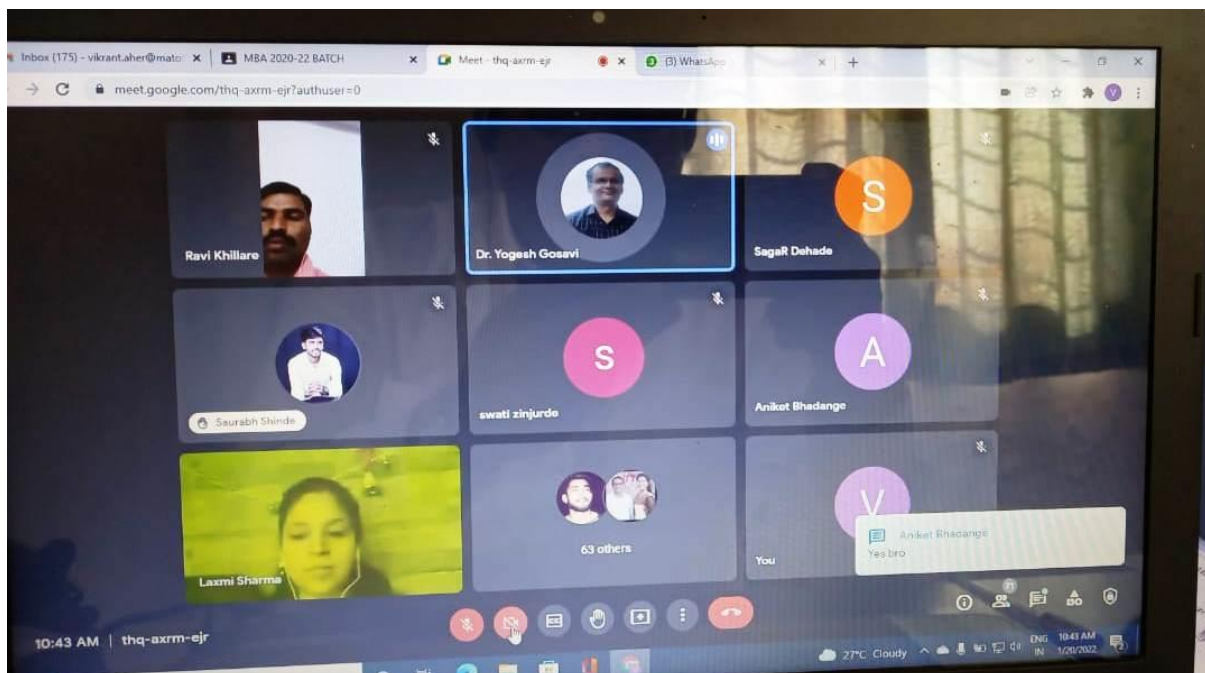 Inbox (175) - vikrant.aher@mato
MBA 2020-22 BATCH
Meet - thq-axrm-ejr
(3) WhatsApp
meet.google.com/thq-axrm-ejr?authuser=0
V
Ravi Khillare
Dr. Yogesh Gosavi
S
SagaR Dehade
Saurabh Shinde
S
swati zinjurde
A
Aniket Bhadange
Laxmi Sharma
63 others
V
You
Aniket Bhadange
Yes bro
10:43 AM | thq-axrm-ejr
CC
71
27°C Cloudy
ENG
IN
10:43 AM
1/20/2022
2